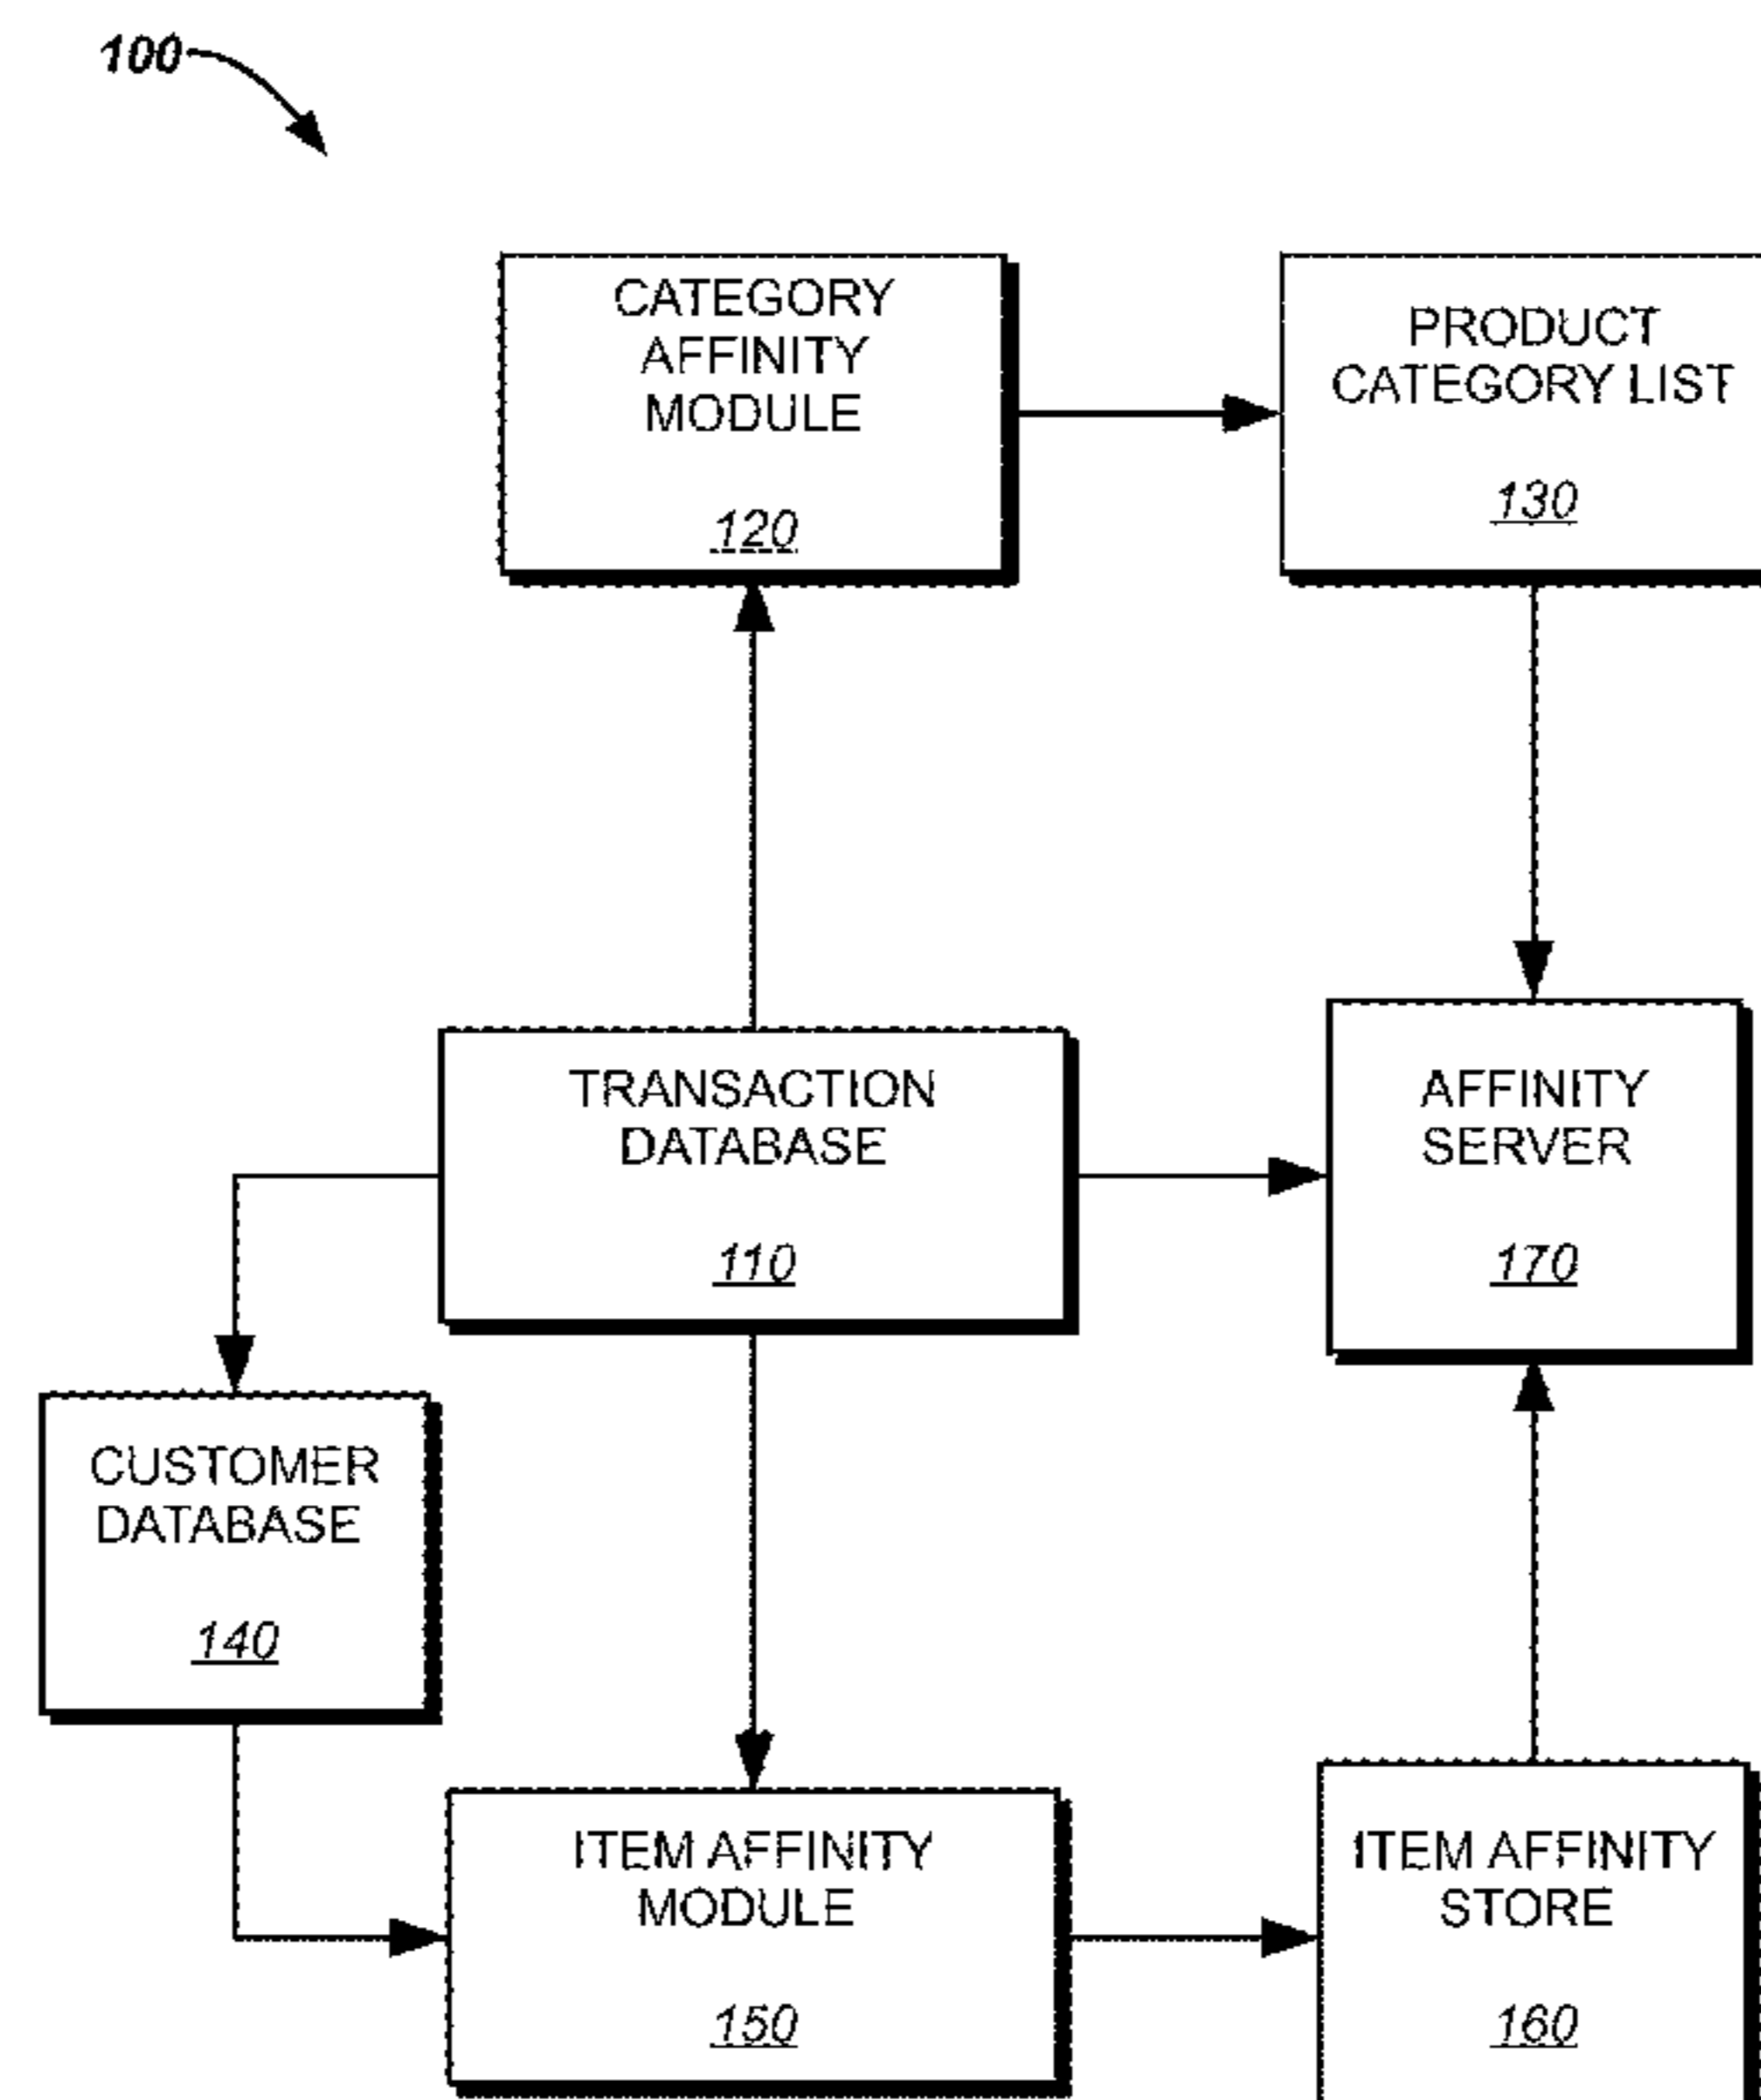 100
CATEGORY
AFFINITY
MODULE
120
PRODUCT
CATEGORY LIST
130
TRANSACTION
DATABASE
110
AFFINITY
SERVER
170
CUSTOMER
DATABASE
140
ITEM AFFINITY
MODULE
150
ITEM AFFINITY
STORE
160